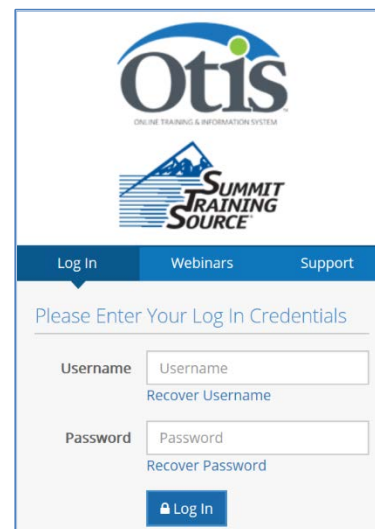 Otis
ONLINE TRAINING & INFORMATION SYSTEM
SUMMIT
TRAINING
SOURCE
Log In Webinars Support
Please Enter Your Log In Credentials
Username Username
Recover Username
Password Password
Recover Password
Log In